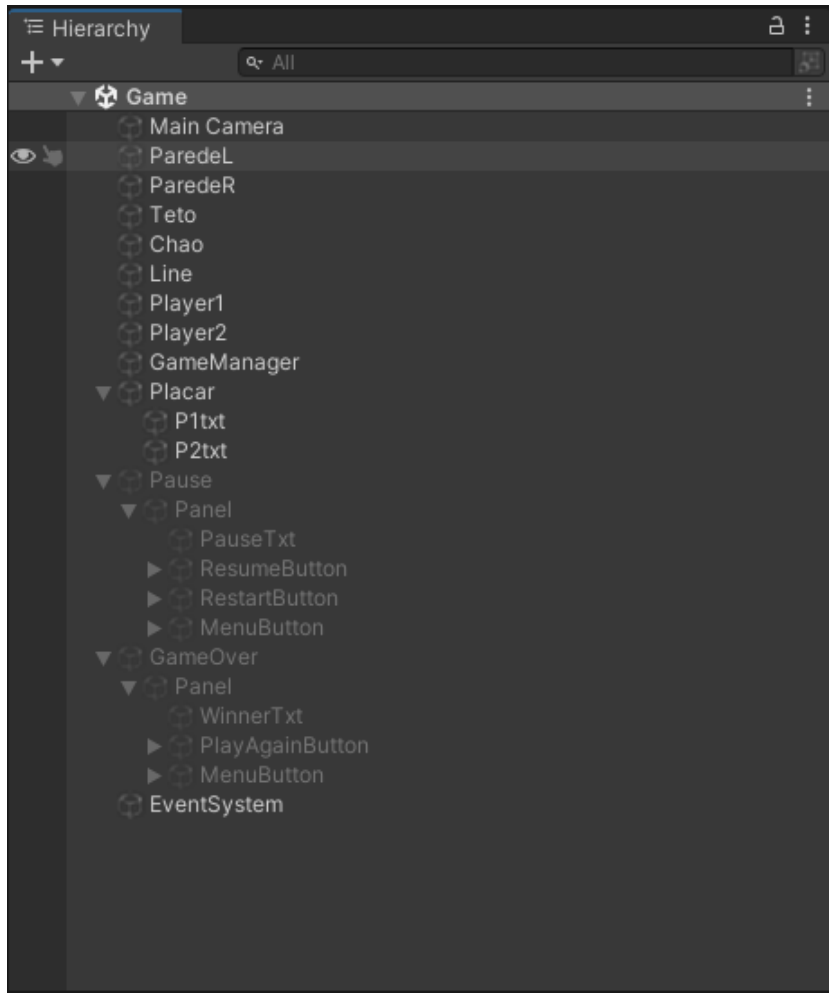 Hierarchy
All
Game
Main Camera
ParedeL
ParedeR
Teto
Chao
Line
Player1
Player2
GameManager
Placar
P1txt
P2txt
Pause
Panel
PauseTxt
ResumeButton
RestartButton
MenuButton
GameOver
Panel
WinnerTxt
PlayAgainButton
MenuButton
EventSystem